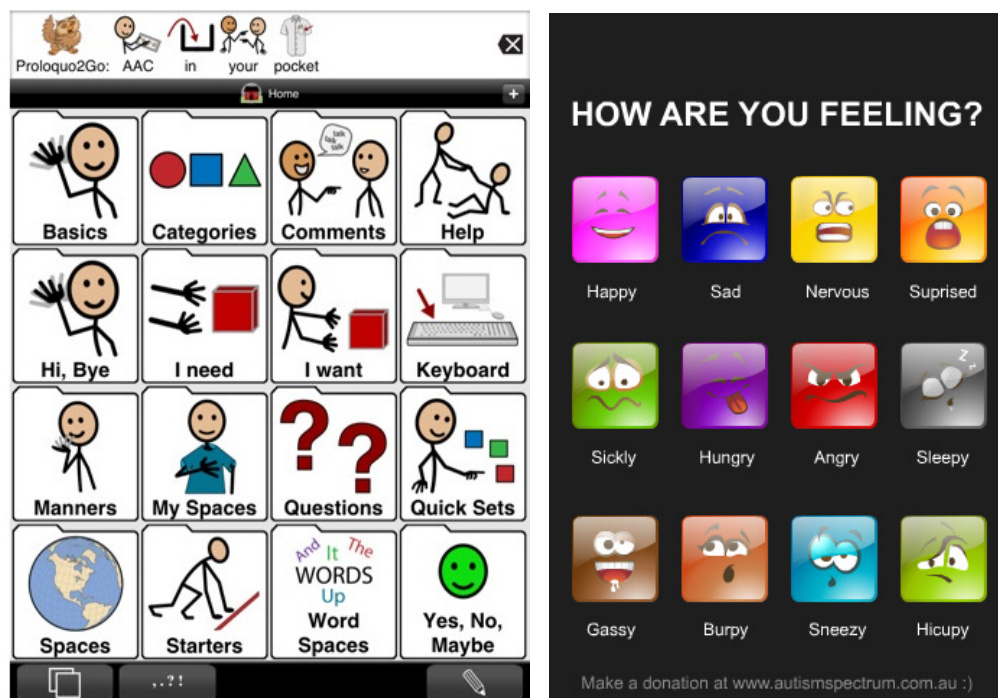 Proloquo2Go: AAC in your pocket
Home
talk
talk
talk
Basics Categories Comments Help
Hi, Bye I need I want Keyboard
Manners My Spaces Questions Quick Sets
And It The
WORDS
Up
Spaces Starters Word Spaces Yes, No, Maybe
, . ? !
HOW ARE YOU FEELING?
Happy Sad Nervous Suprised
Sickly Hungry Angry Sleepy
Z
z
Gassy Burpy Sneezy Hicupy
Make a donation at www.autismspectrum.com.au :)